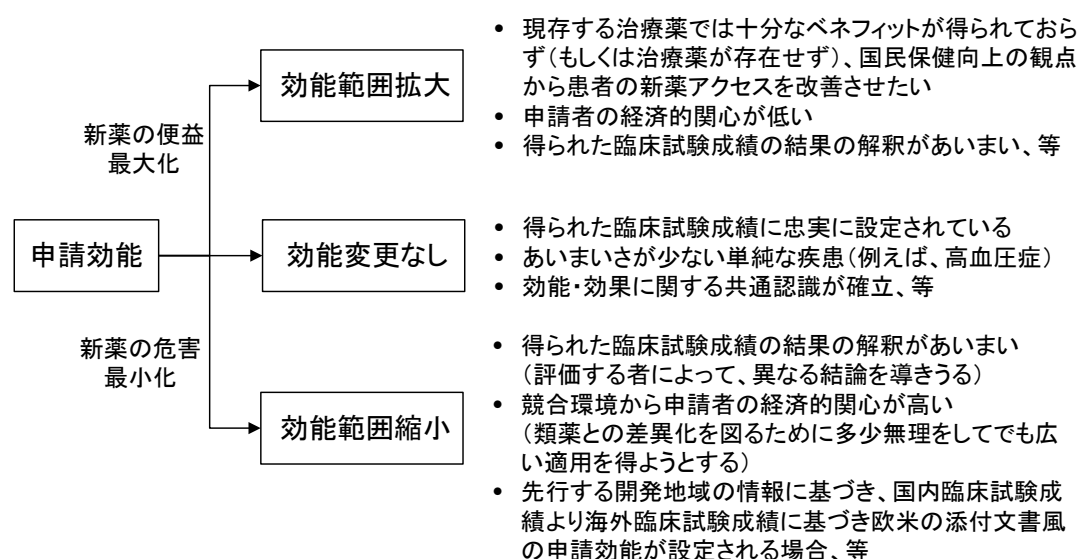 • 現存する治療薬では十分なベネフィットが得られておら
ず(もしくは治療薬が存在せず)、国民保健向上の観点
から患者の新薬アクセスを改善させたい
• 申請者の経済的関心が低い
• 得られた臨床試験成績の結果の解釈があいまい、等
効能範囲拡大
新薬の便益
最大化
申請効能
効能変更なし
• 得られた臨床試験成績に忠実に設定されている
• あいまいさが少ない単純な疾患(例えば、高血圧症)
• 効能・効果に関する共通認識が確立、等
新薬の危害
最小化
効能範囲縮小
• 得られた臨床試験成績の結果の解釈があいまい
(評価する者によって、異なる結論を導きうる)
• 競合環境から申請者の経済的関心が高い
(類薬との差異化を図るために多少無理をしてでも広
い適用を得ようとする)
• 先行する開発地域の情報に基づき、国内臨床試験成
績より海外臨床試験成績に基づき欧米の添付文書風
の申請効能が設定される場合、等